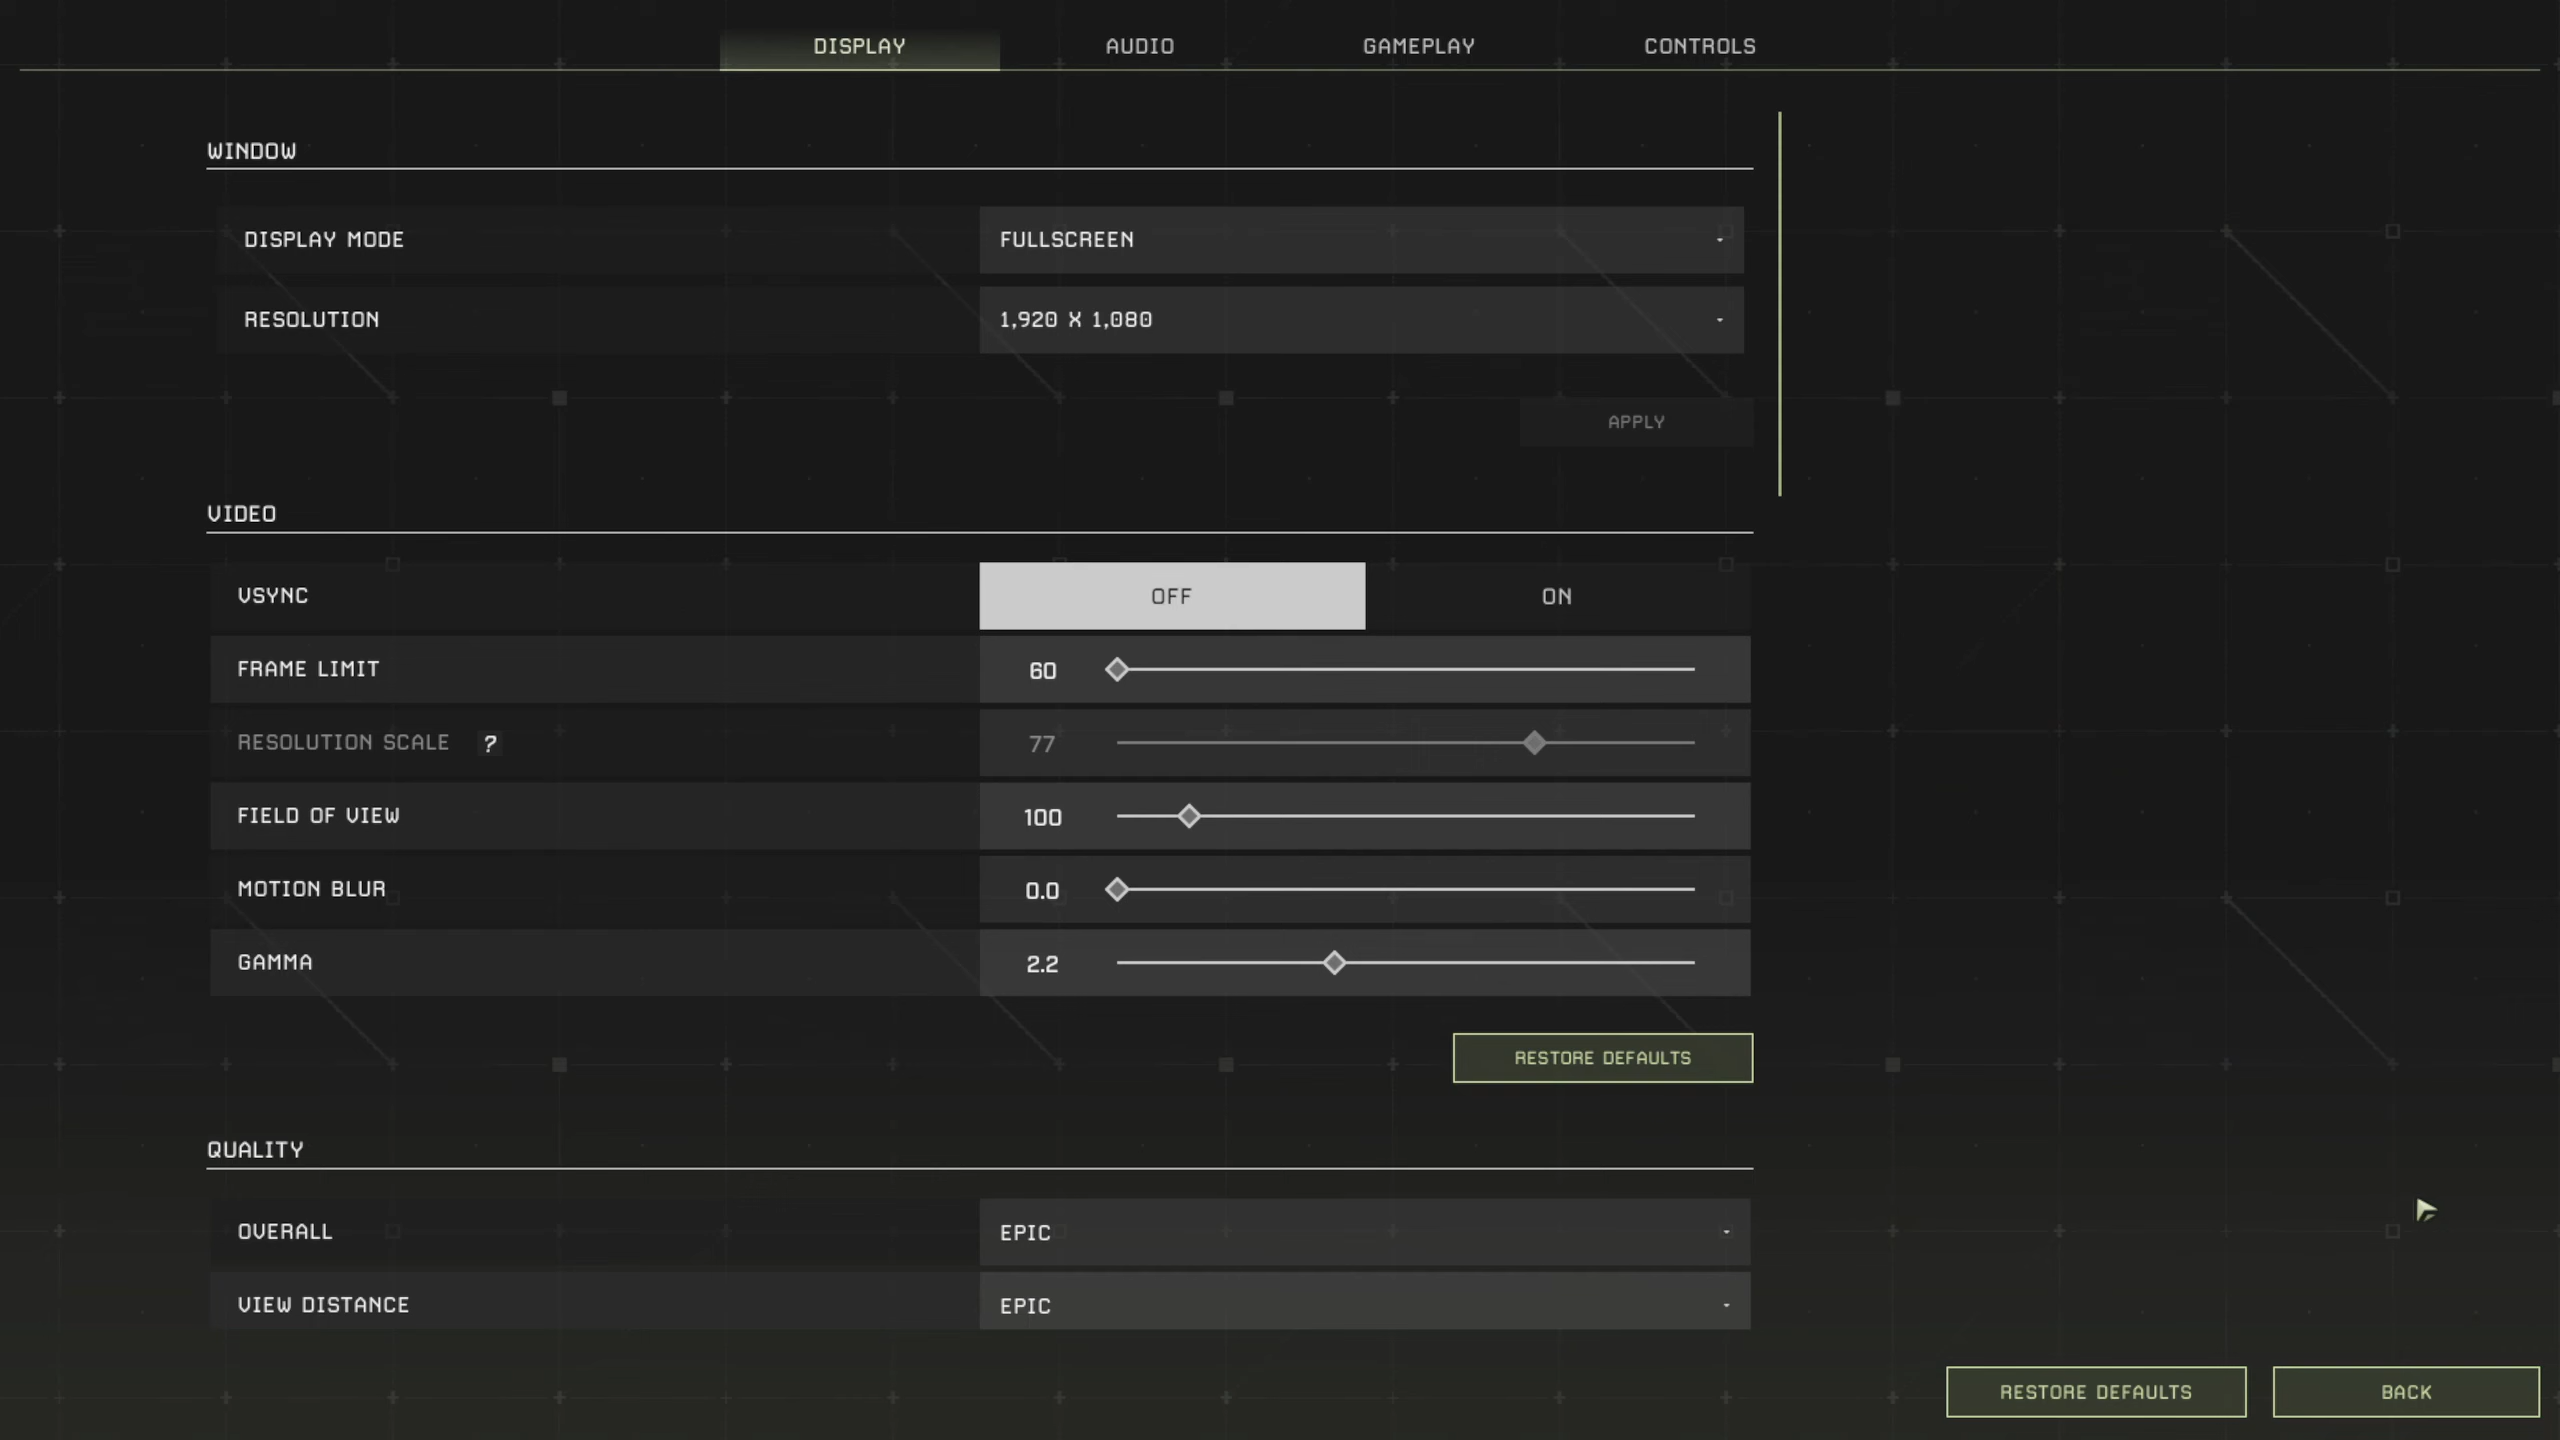 DISPLAY AUDIO GAMEPLAY CONTROLS
WINDOW
DISPLAY MODE FULLSCREEN
RESOLUTION 1,920 X 1,080
APPLY
VIDEO
VSYNC OFF ON
FRAME LIMIT 60
RESOLUTION SCALE ? 77
FIELD OF VIEW 100
MOTION BLUR 0.0
GAMMA 2.2
RESTORE DEFAULTS
QUALITY
OVERALL EPIC
VIEW DISTANCE EPIC
RESTORE DEFAULTS BACK